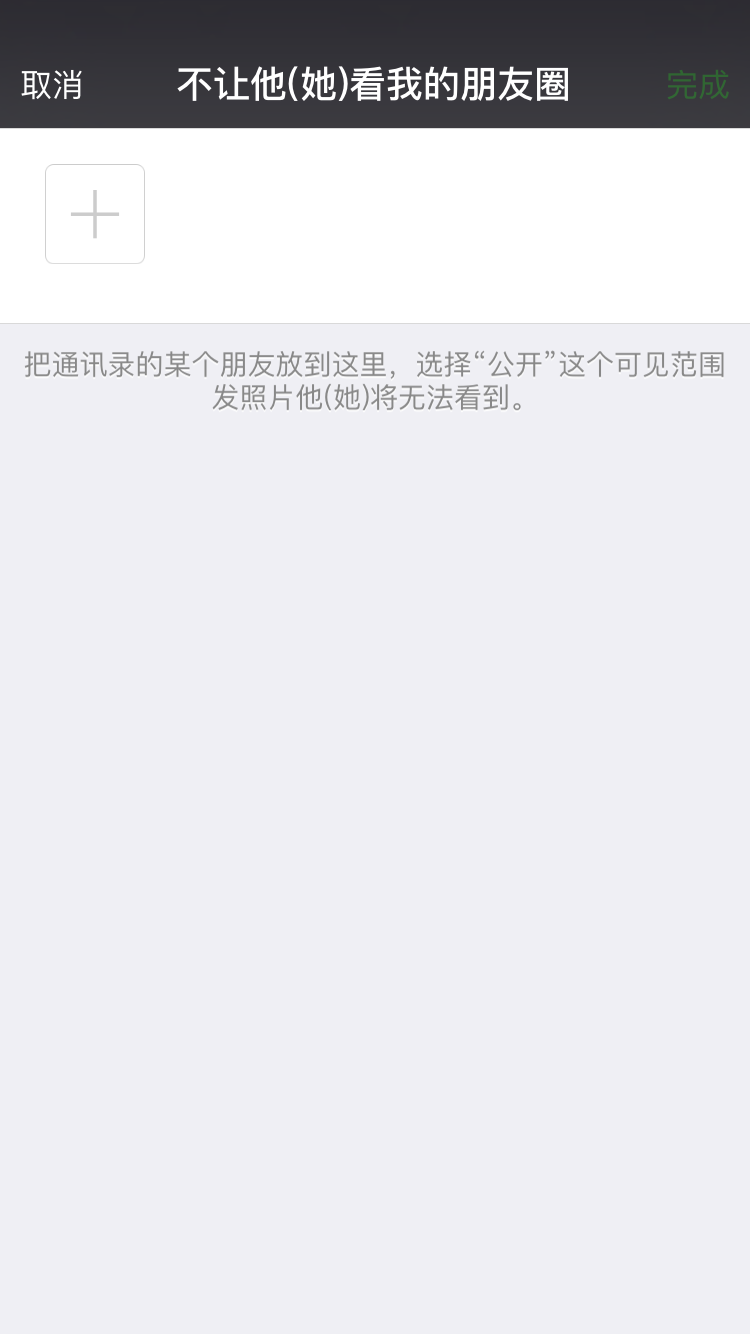 取消
不让他(她)看我的朋友圈
完成
把通讯录的某个朋友放到这里，选择“公开”这个可见范围
发照片他(她)将无法看到。